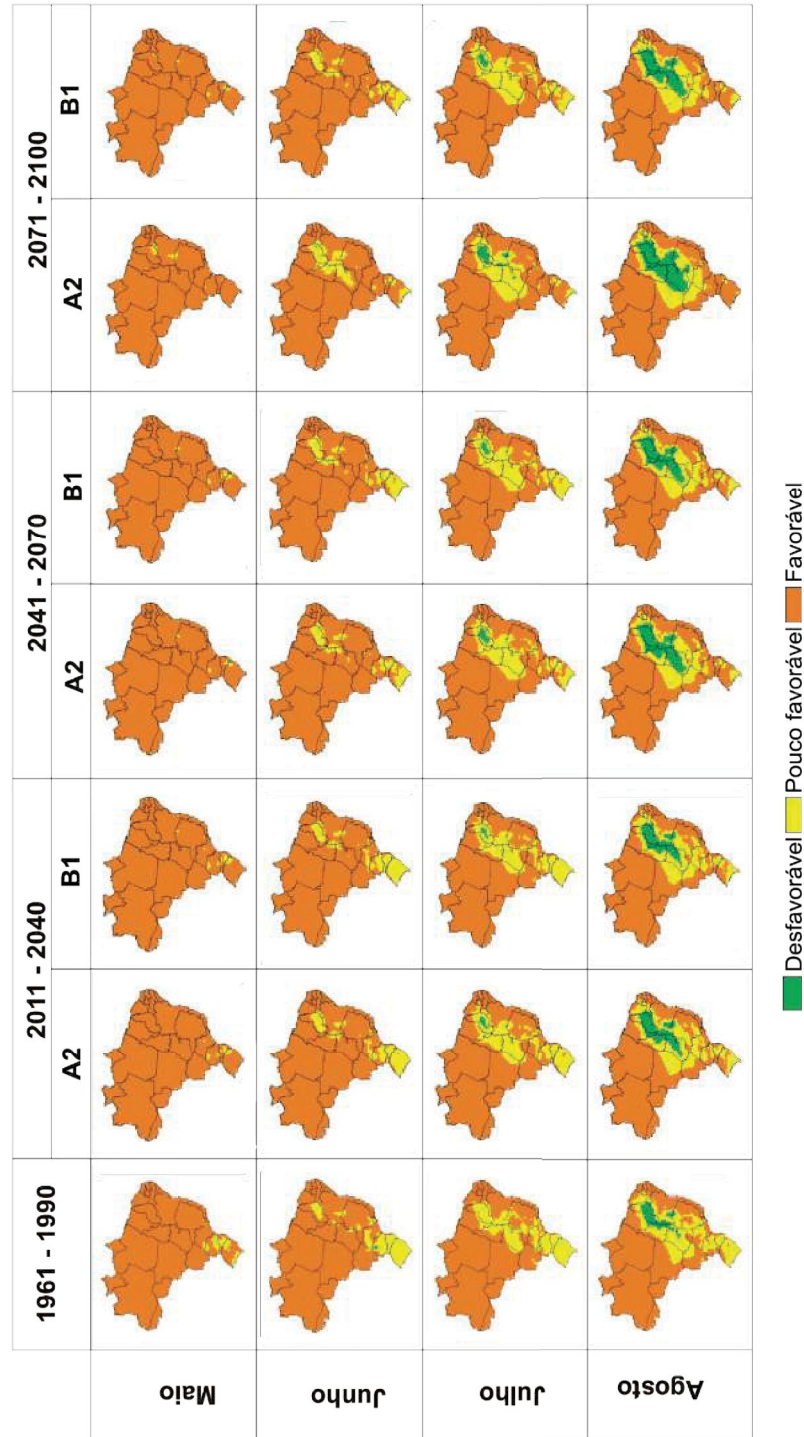 1961 - 1990
2011 - 2040
2041 - 2070
2071 - 2100
A2
B1
A2
B1
A2
B1
Maio
Junho
Julho
Agosto
Desfavorável
Pouco favorável
Favorável